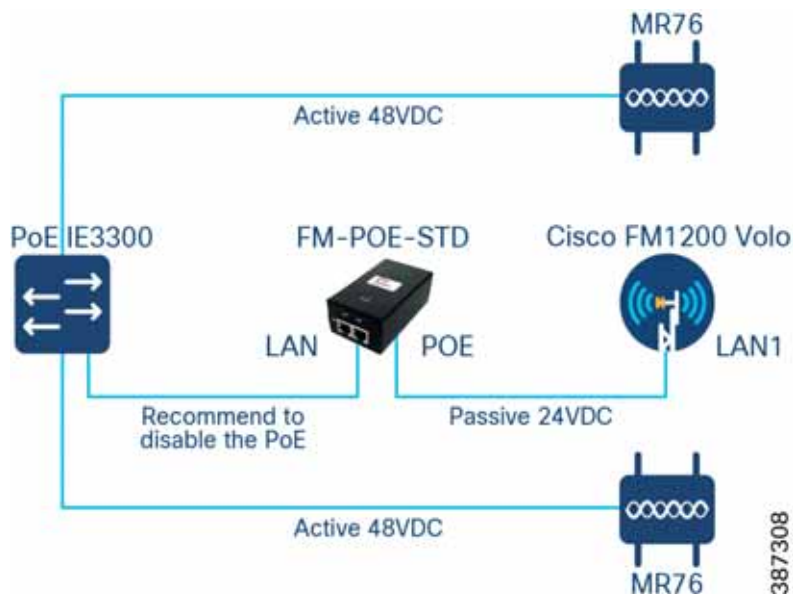 MR76
Active 48VDC
PoE IE3300
FM-POE-STD
Cisco FM1200 Volo
LAN
POE
LAN1
Recommend to
disable the PoE
Passive 24VDC
Active 48VDC
MR76
387308